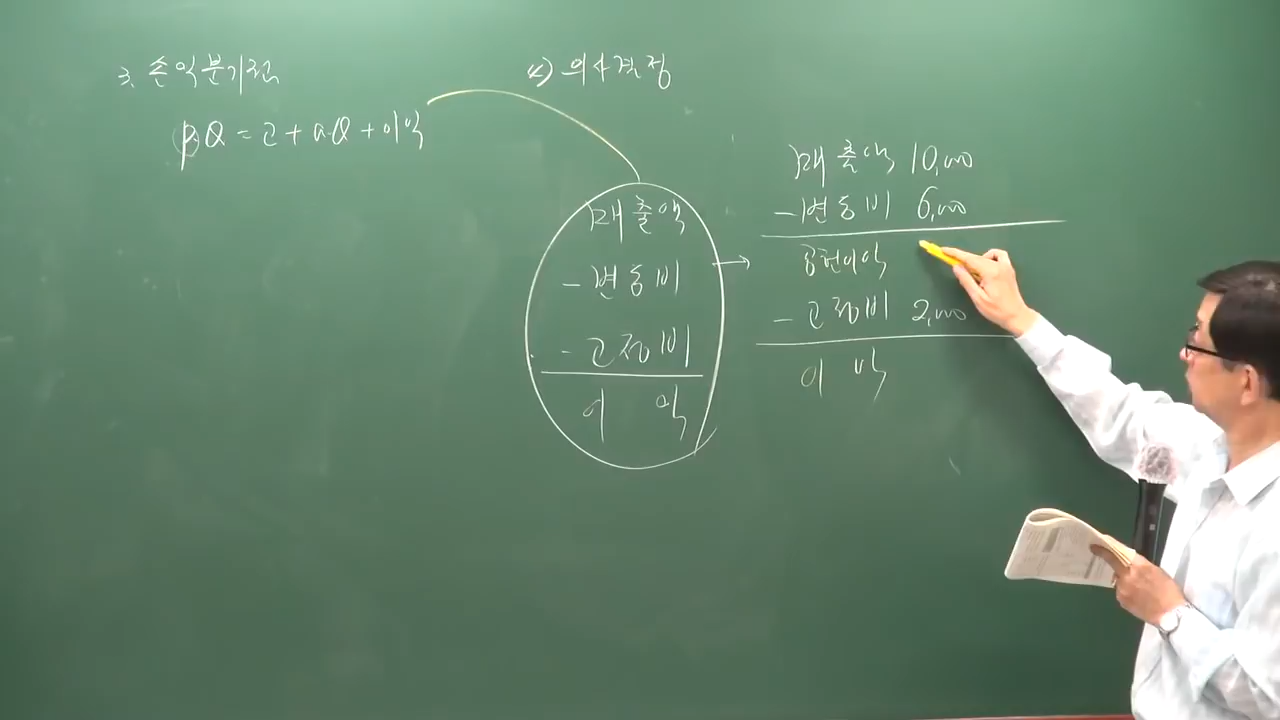 3. 손익분기점
pQ = 고 + aQ + 이익
4) 의사결정
매출액
- 변동비
- 고정비
이 익
매출액 10,000
- 변동비 6,000
공헌이익
- 고정비 2,000
이 익